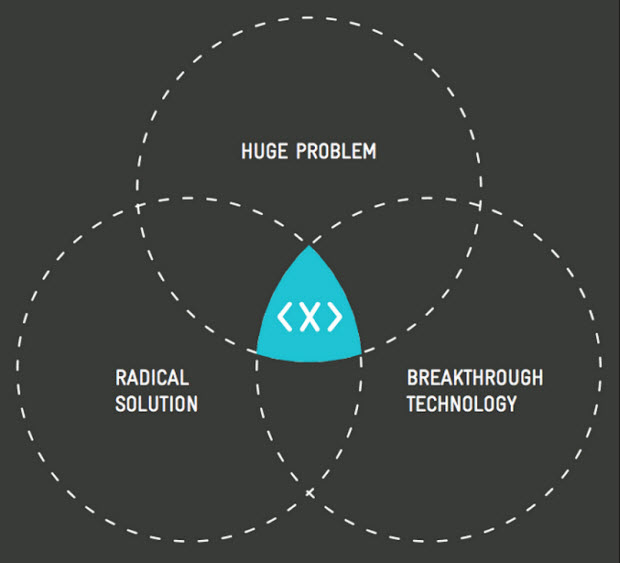 HUGE PROBLEM
<X>
RADICAL
SOLUTION
BREAKTHROUGH
TECHNOLOGY